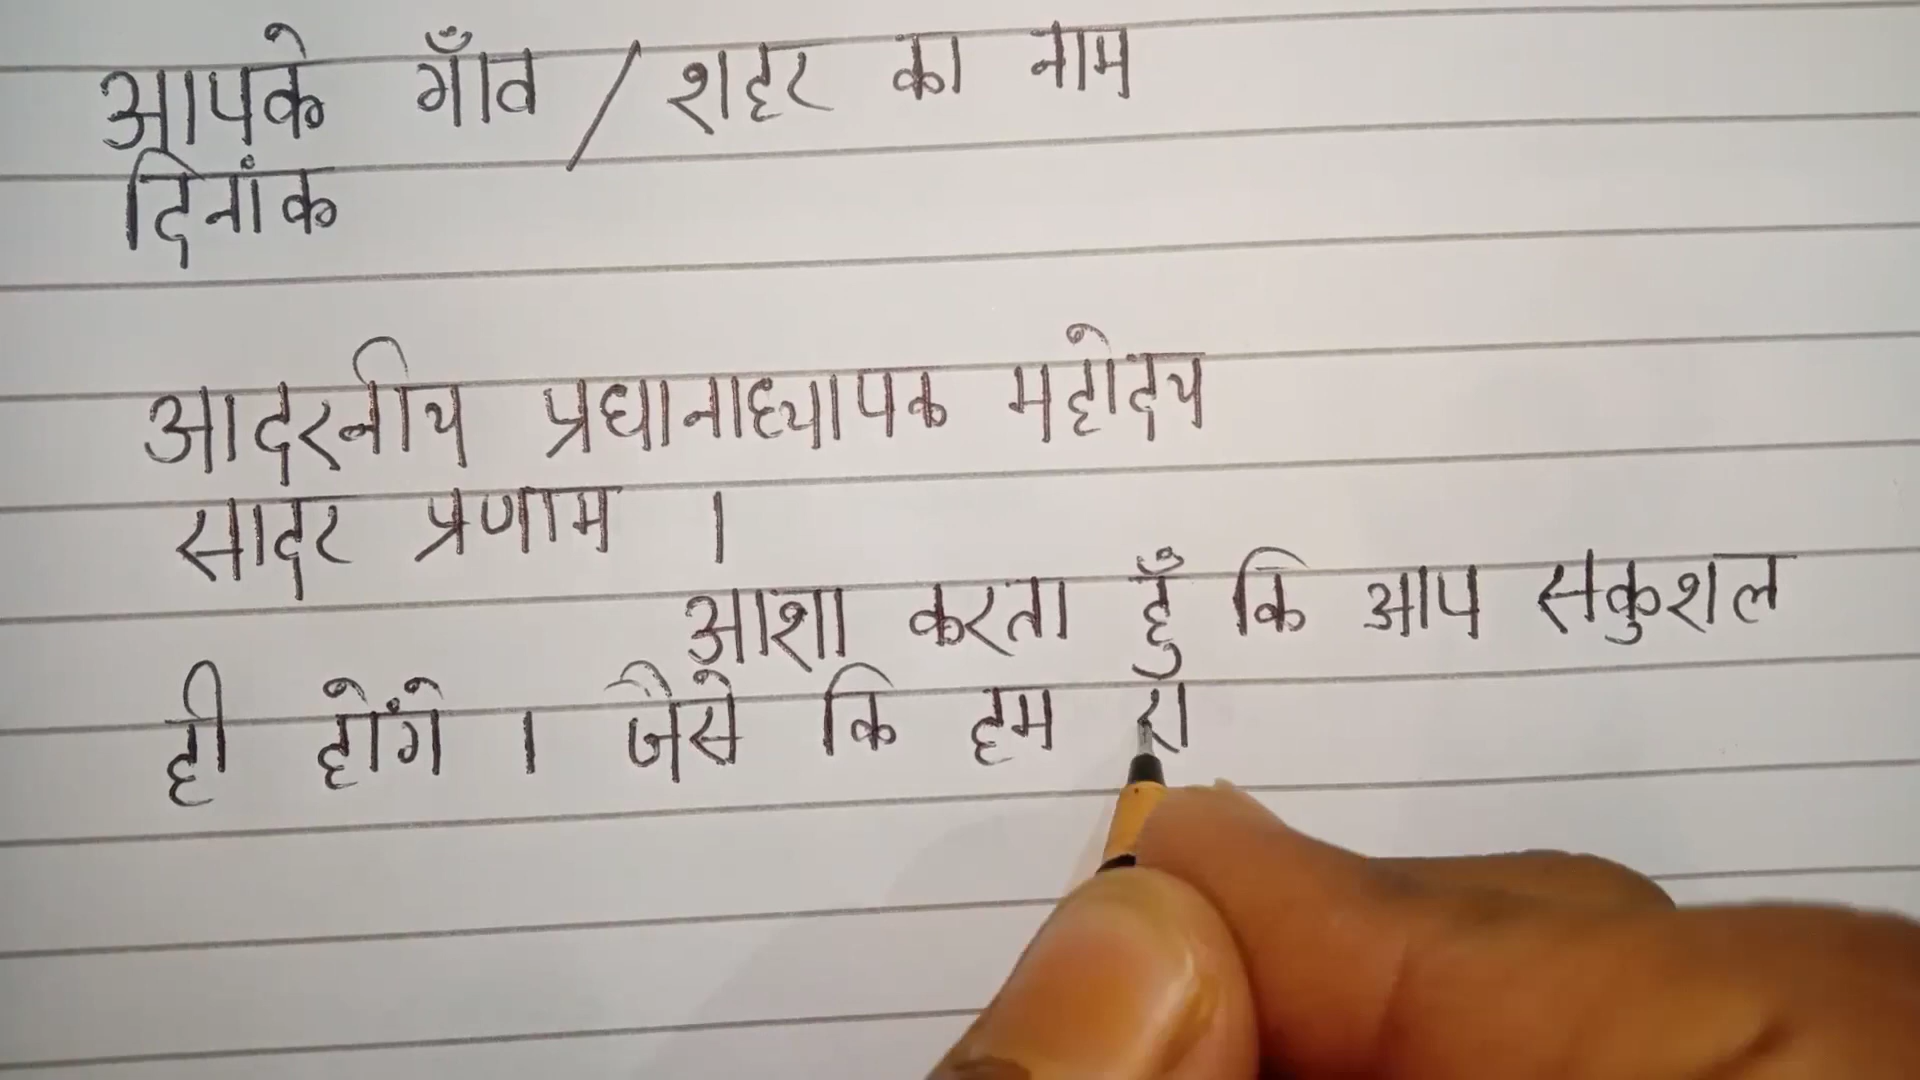 आपके गाँव / शहर का नाम
दिनांक
आदरनीय प्रधानाध्यापक महोदय
सादर प्रणाम ।
आशा करता हुँ कि आप सकुशल
ही होंगे । जैसे कि हम